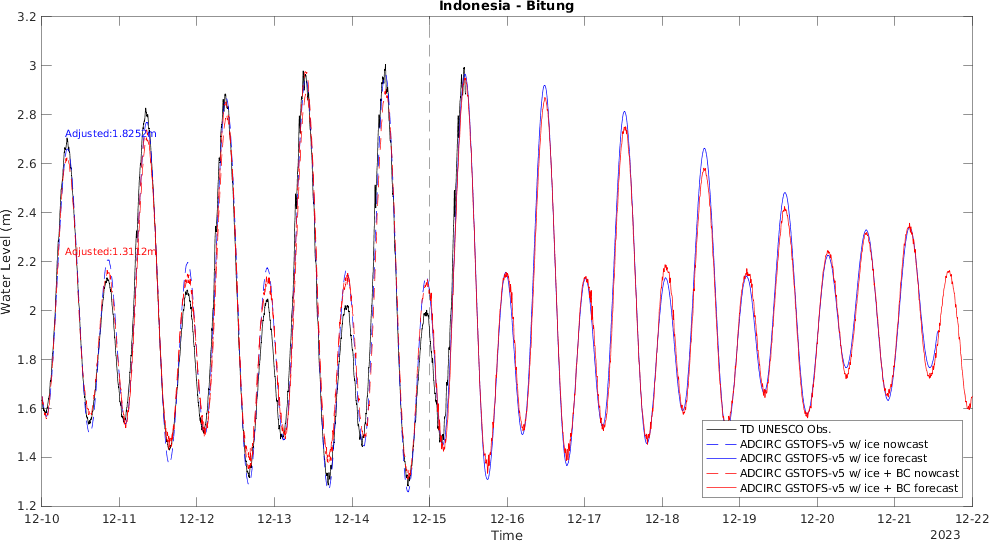 Indonesia - Bitung
3.2
3
2.8
2.6
2.4
2.2
2
1.8
1.6
1.4
1.2
Water Level (m)
Adjusted:1.8252m
Adjusted:1.3112m
TD UNESCO Obs.
ADCIRC GSTOFS-v5 w/ ice nowcast
ADCIRC GSTOFS-v5 w/ ice forecast
ADCIRC GSTOFS-v5 w/ ice + BC nowcast
ADCIRC GSTOFS-v5 w/ ice + BC forecast
12-10 12-11 12-12 12-13 12-14 12-15 12-16 12-17 12-18 12-19 12-20 12-21 12-22
Time
2023